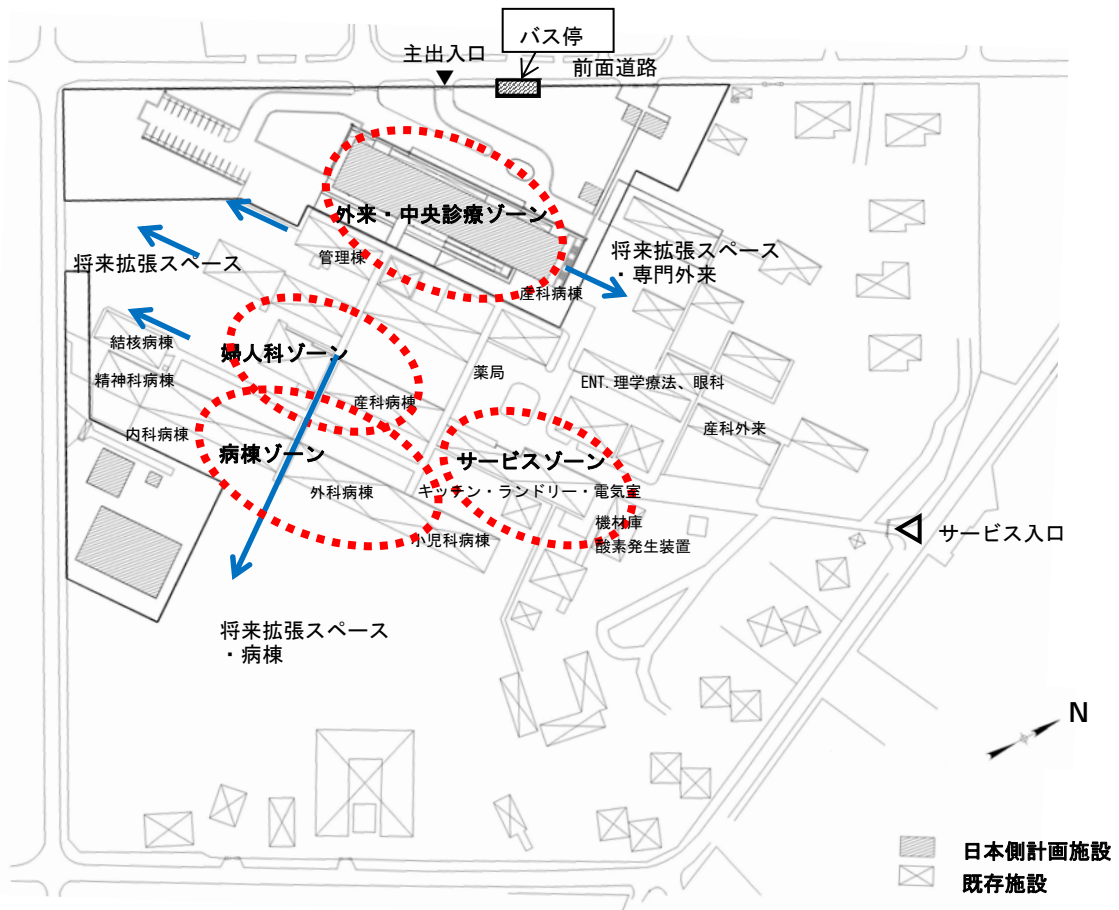 バス停
主出入口
前面道路
外来・中央診療ゾーン
管理棟
将来拡張スペース
将来拡張スペース
・専門外来
産科病棟
結核病棟
婦人科ゾーン
薬局
精神科病棟
産科病棟
ENT.理学療法、眼科
産科外来
内科病棟
病棟ゾーン
サービスゾーン
外科病棟
キッチン・ランドリー・電気室
機材庫
小児科病棟
酸素発生装置
サービス入口
将来拡張スペース
・病棟
N
日本側計画施設
既存施設